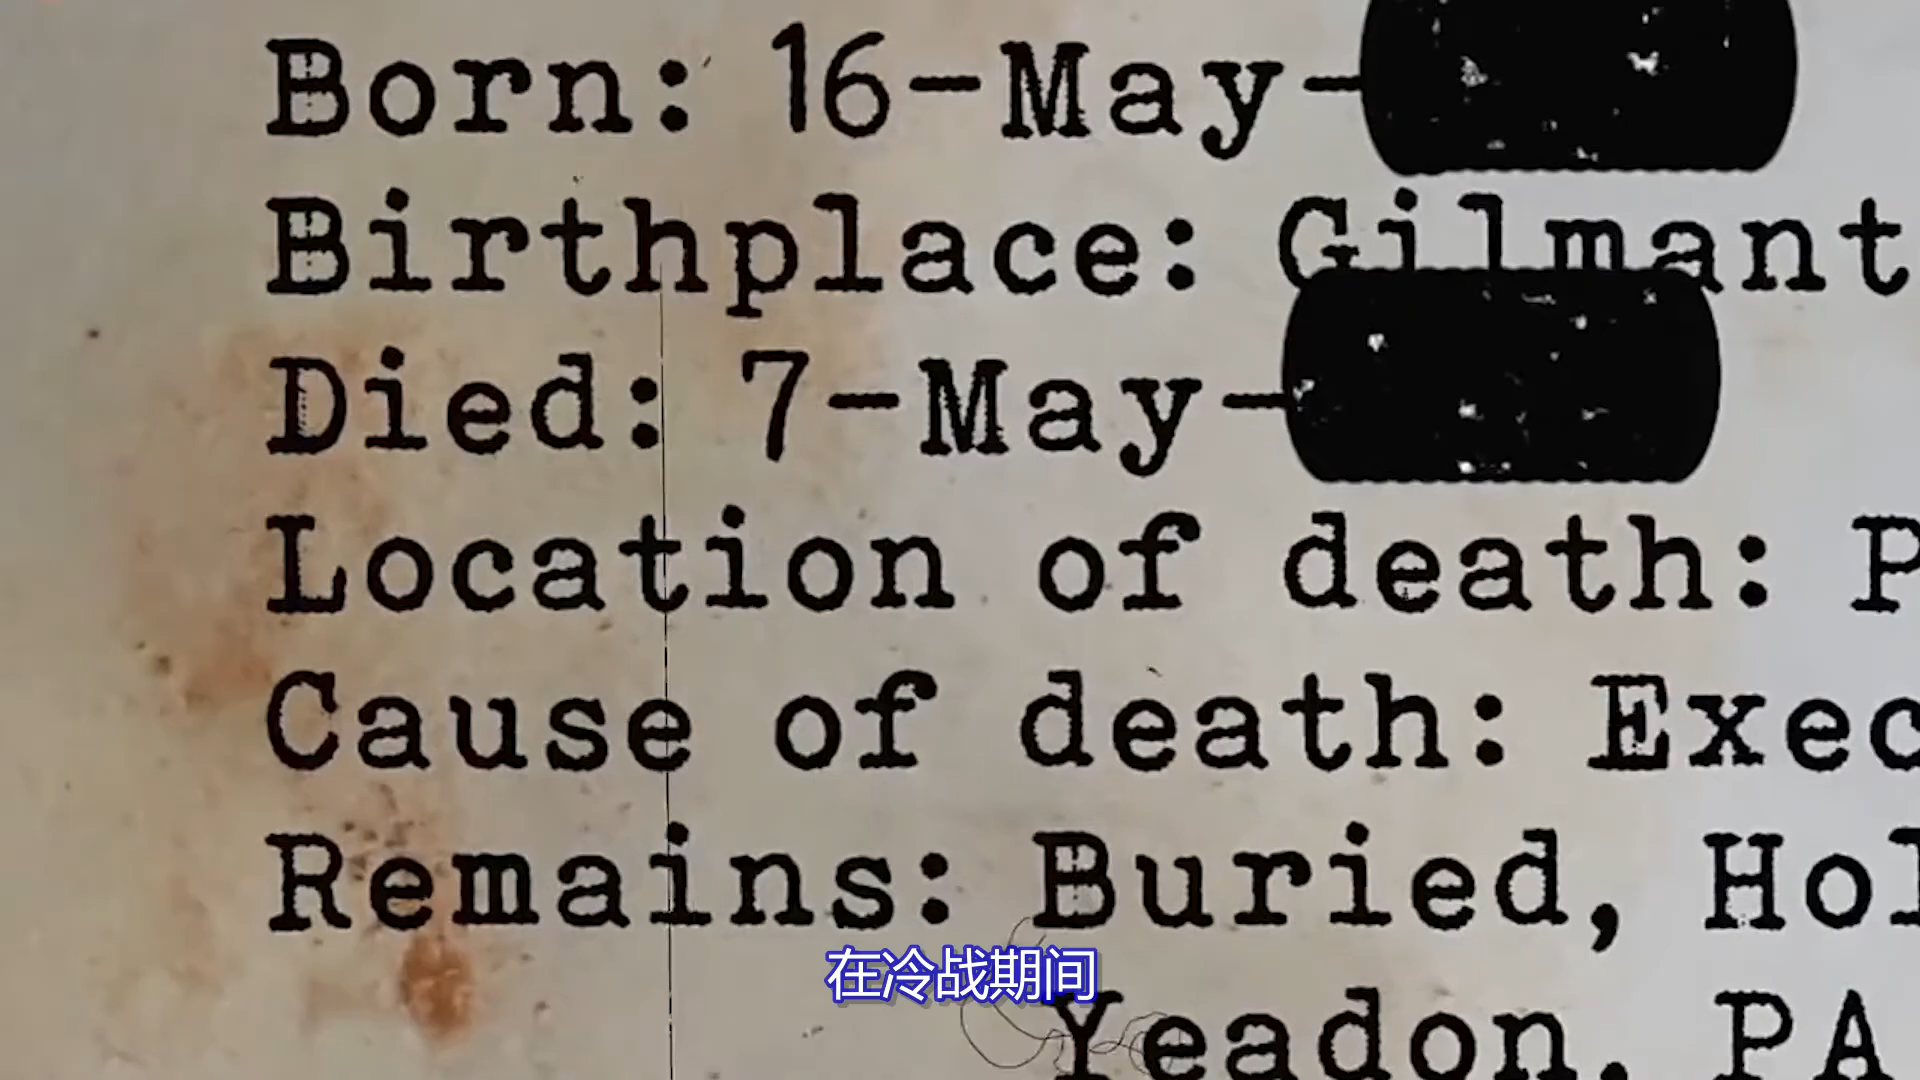 Born: 16-May-
Birthplace: Gilmant
Died: 7-May-
Location of death: P
Cause of death: Exec
Remains: Buried, Hol
在冷战期间
Yeadon, PA